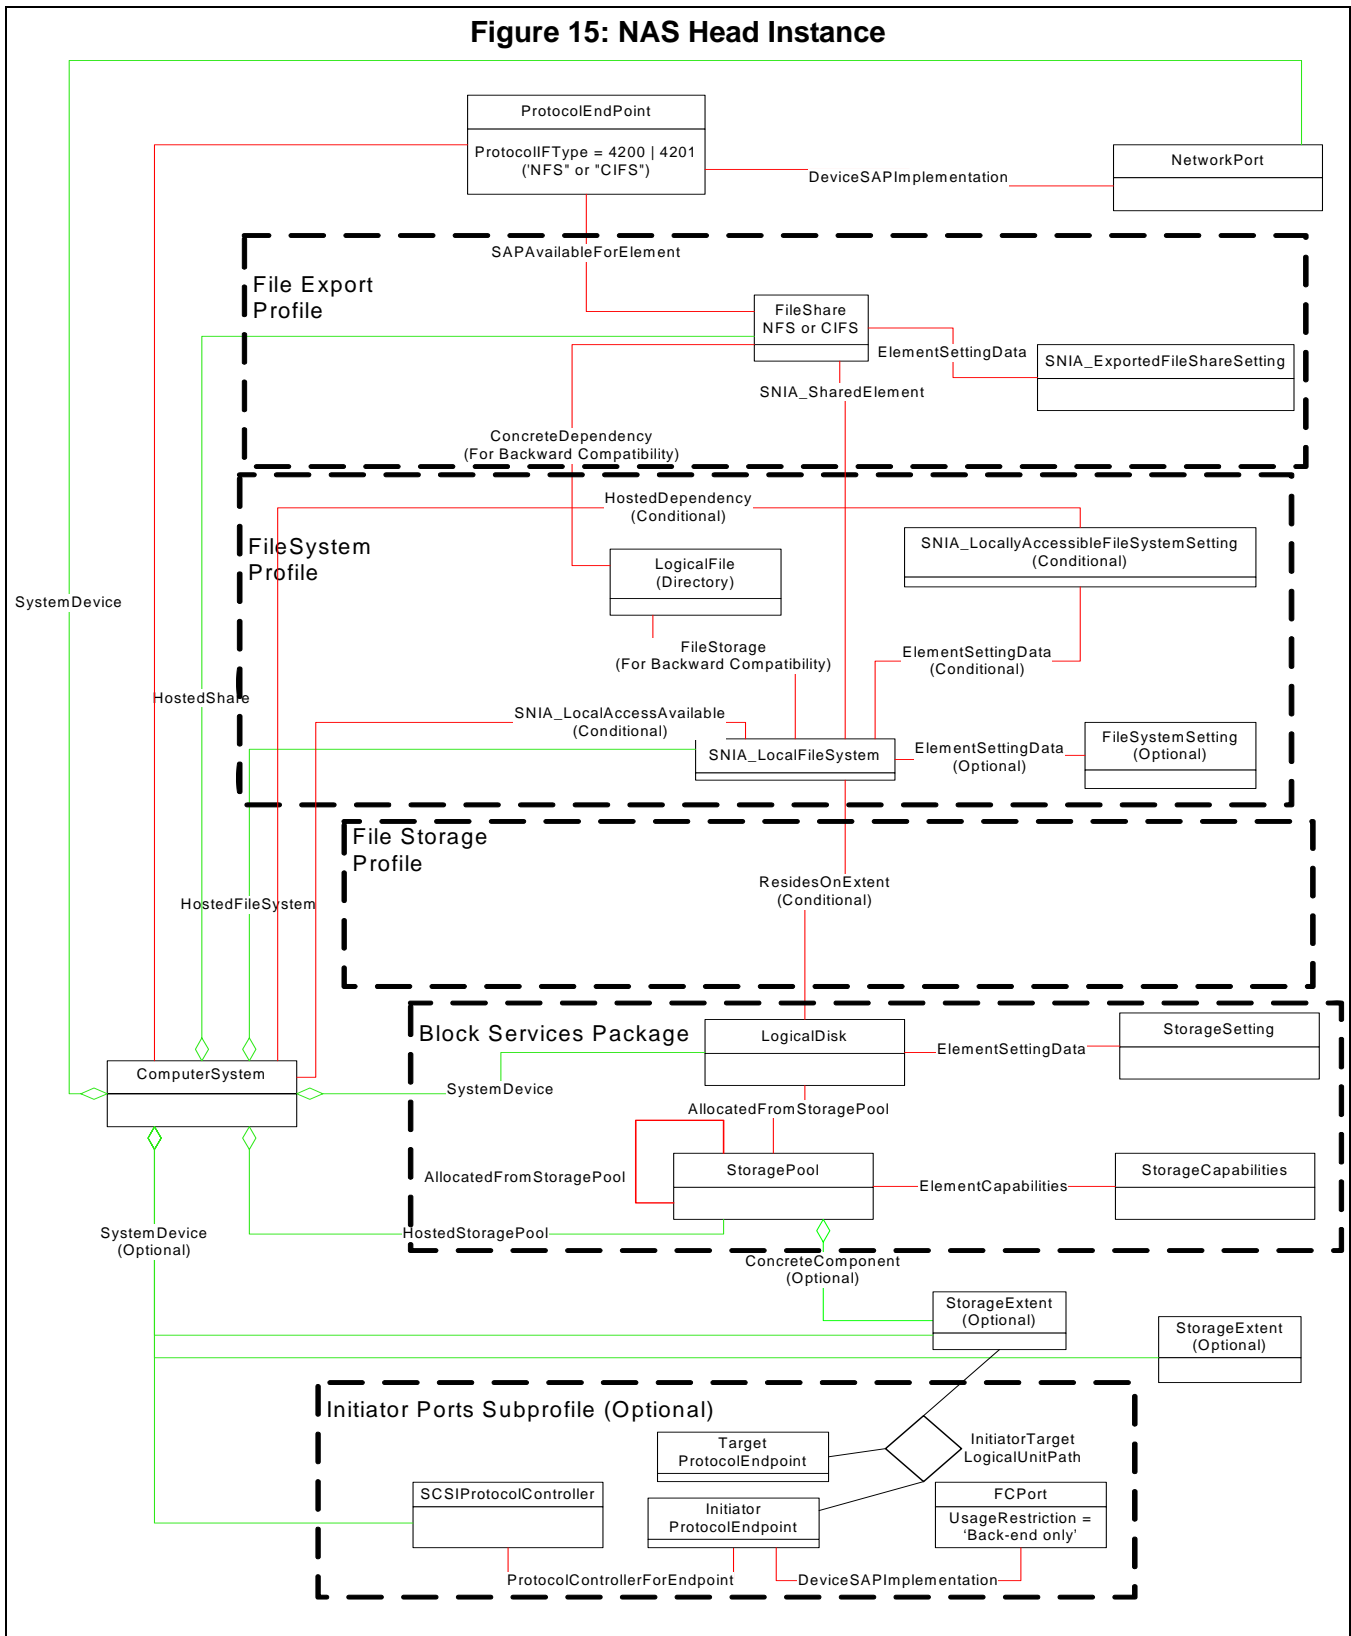 Figure 15: NAS Head Instance
ProtocolEndPoint
ProtocolIFType = 4200 | 4201
('NFS" or "CIFS")
DeviceSAPImplementation
NetworkPort
SAPAvailableForElement
File Export
Profile
FileShare
NFS or CIFS
ElementSettingData
SNIA_ExportedFileShareSetting
SNIA_SharedElement
ConcreteDependency
(For Backward Compatibility)
HostedDependency
(Conditional)
FileSystem
Profile
SNIA_LocallyAccessibleFileSystemSetting
(Conditional)
LogicalFile
(Directory)
SystemDevice
FileStorage
(For Backward Compatibility)
ElementSettingData
(Conditional)
HostedShare
SNIA_LocalAccessAvailable
(Conditional)
SNIA_LocalFileSystem
ElementSettingData
(Optional)
FileSystemSetting
(Optional)
File Storage
Profile
ResidesOnExtent
(Conditional)
HostedFileSystem
Block Services Package
LogicalDisk
ElementSettingData
StorageSetting
ComputerSystem
SystemDevice
AllocatedFromStoragePool
AllocatedFromStoragePool
StoragePool
ElementCapabilities
StorageCapabilities
SystemDevice
(Optional)
HostedStoragePool
ConcreteComponent
(Optional)
StorageExtent
(Optional)
StorageExtent
(Optional)
Initiator Ports Subprofile (Optional)
Target
ProtocolEndpoint
InitiatorTarget
LogicalUnitPath
SCSIProtocolController
Initiator
ProtocolEndpoint
FCPort
UsageRestriction =
‘Back-end only’
ProtocolControllerForEndpoint
DeviceSAPImplementation